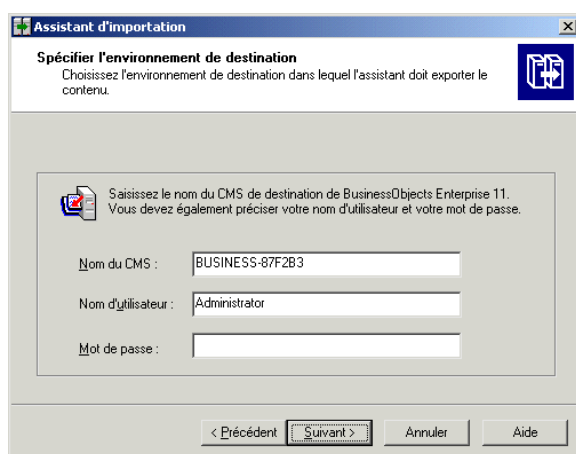 Assistant d'importation
Spécifier l'environnement de destination
Choisissez l'environnement de destination dans lequel l'assistant doit exporter le
contenu.
Saisissez le nom du CMS de destination de BusinessObjects Enterprise 11.
Vous devez également préciser votre nom d'utilisateur et votre mot de passe.
Nom du CMS :
BUSINESS-87F2B3
Nom d'utilisateur :
Administrator
Mot de passe :
< Précédent
Suivant >
Annuler
Aide